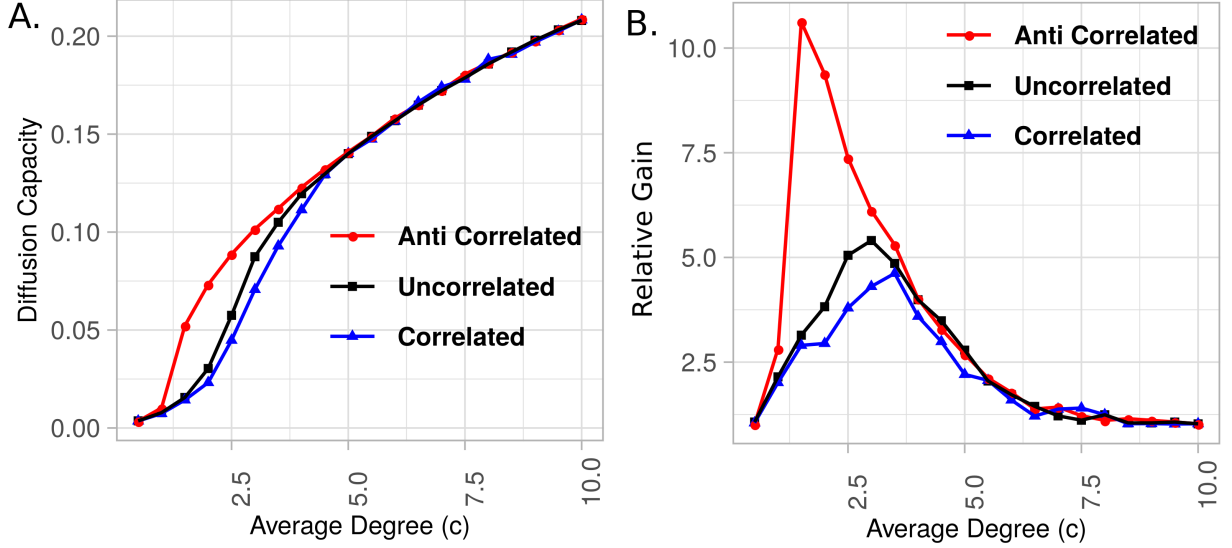 A.
Diffusion Capacity
0.20
0.15
0.10
0.05
0.00
Anti Correlated
Uncorrelated
Correlated
2.5
5.0
7.5
10.0
Average Degree (c)
B.
Relative Gain
10.0
7.5
5.0
2.5
Anti Correlated
Uncorrelated
Correlated
2.5
5.0
7.5
10.0
Average Degree (c)